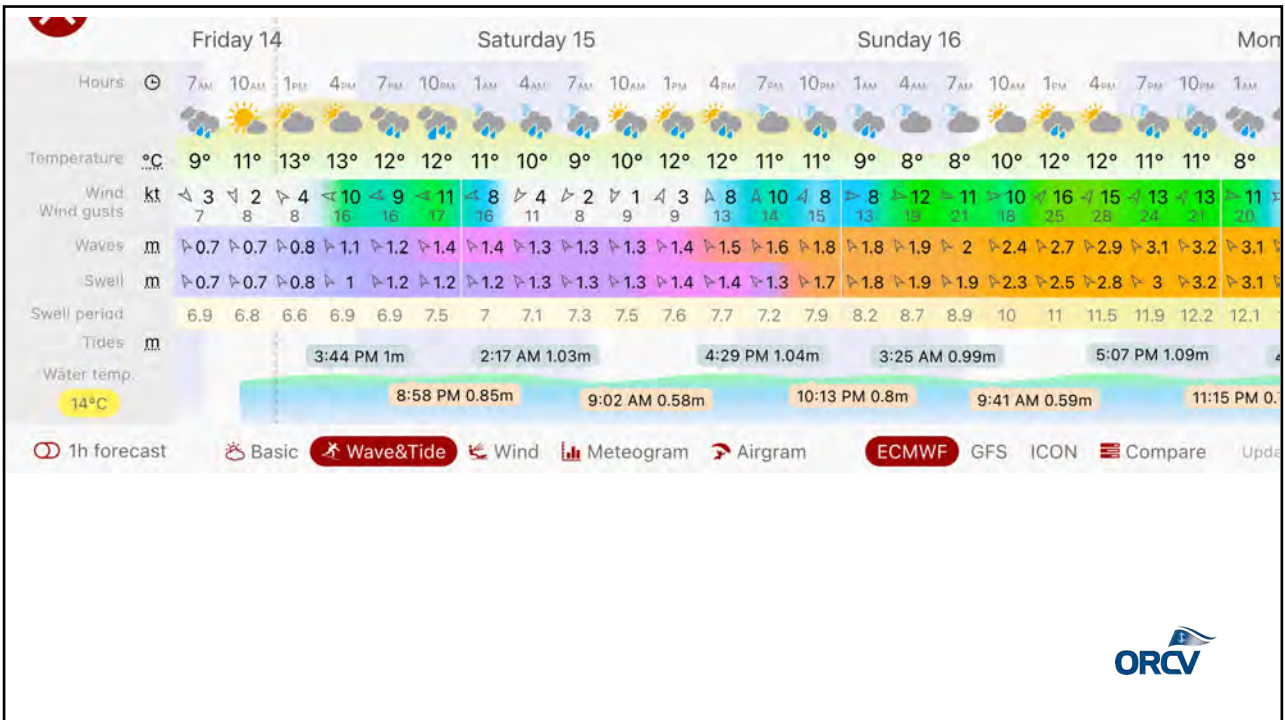 Friday 14 Saturday 15 Sunday 16 Mon
Hours 7AM 10AM 1PM 4PM 7PM 10PM 1AM 4AM 7AM 10AM 1PM 4PM 7PM 10PM 1AM 4AM 7AM 10AM 1PM 4PM 7PM 10PM 1AM
Temperature °C 9° 11° 13° 13° 12° 12° 11° 10° 9° 10° 12° 12° 11° 11° 9° 8° 8° 10° 12° 12° 11° 11° 8°
Wind kt 3 2 4 10 9 11 8 4 2 1 3 8 10 8 8 12 11 10 16 15 13 13 11
Wind gusts 7 8 8 16 16 17 16 11 8 9 9 13 14 15 13 19 21 18 25 28 24 21 20
Waves m 0.7 0.7 0.8 1.1 1.2 1.4 1.4 1.3 1.3 1.3 1.4 1.5 1.6 1.8 1.8 1.9 2 2.4 2.7 2.9 3.1 3.2 3.1
Swell m 0.7 0.7 0.8 1 1.2 1.2 1.2 1.3 1.3 1.3 1.4 1.4 1.3 1.7 1.8 1.9 1.9 2.3 2.5 2.8 3 3.2 3.1
Swell period 6.9 6.8 6.6 6.9 6.9 7.5 7 7.1 7.3 7.5 7.6 7.7 7.2 7.9 8.2 8.7 8.9 10 11 11.5 11.9 12.2 12.1
Tides m 3:44 PM 1m 2:17 AM 1.03m 4:29 PM 1.04m 3:25 AM 0.99m 5:07 PM 1.09m
Water temp.
14°C 8:58 PM 0.85m 9:02 AM 0.58m 10:13 PM 0.8m 9:41 AM 0.59m 11:15 PM 0.
1h forecast Basic Wave&Tide Wind Meteogram Airgram ECMWF GFS ICON Compare Upda
ORCV